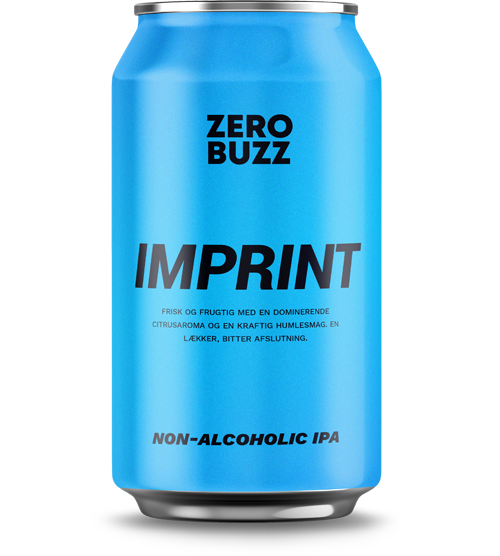 ZERO
BUZZ
IMPRINT
FRISK OG FRUGTIG MED EN DOMINERENDE
CITRUSAROMA OG EN KRAFTIG HUMLESMAG. EN
LÆKKER, BITTER AFSLUTNING.
NON-ALCOHOLIC IPA